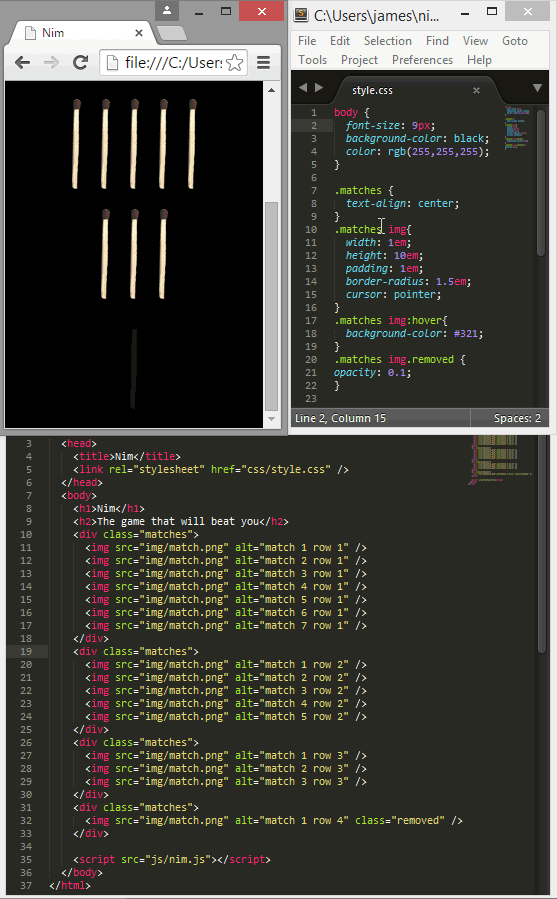 Nim
file:///C:/Users
C:\Users\james\ni...
File Edit Selection Find View Goto
Tools Project Preferences Help
style.css
1 body {
2 font-size: 9px;
3 background-color: black;
4 color: rgb(255,255,255);
5 }
6
7 .matches {
8 text-align: center;
9 }
10 .matches img{
11 width: 1em;
12 height: 10em;
13 padding: 1em;
14 border-radius: 1.5em;
15 cursor: pointer;
16 }
17 .matches img:hover{
18 background-color: #321;
19 }
20 .matches img.removed {
21 opacity: 0.1;
22 }
23
Line 2, Column 15 Spaces: 2
3 <head>
4 <title>Nim</title>
5 <link rel="stylesheet" href="css/style.css" />
6 </head>
7 <body>
8 <h1>Nim</h1>
9 <h2>The game that will beat you</h2>
10 <div class="matches">
11 <img src="img/match.png" alt="match 1 row 1" />
12 <img src="img/match.png" alt="match 2 row 1" />
13 <img src="img/match.png" alt="match 3 row 1" />
14 <img src="img/match.png" alt="match 4 row 1" />
15 <img src="img/match.png" alt="match 5 row 1" />
16 <img src="img/match.png" alt="match 6 row 1" />
17 <img src="img/match.png" alt="match 7 row 1" />
18 </div>
19 <div class="matches">
20 <img src="img/match.png" alt="match 1 row 2" />
21 <img src="img/match.png" alt="match 2 row 2" />
22 <img src="img/match.png" alt="match 3 row 2" />
23 <img src="img/match.png" alt="match 4 row 2" />
24 <img src="img/match.png" alt="match 5 row 2" />
25 </div>
26 <div class="matches">
27 <img src="img/match.png" alt="match 1 row 3" />
28 <img src="img/match.png" alt="match 2 row 3" />
29 <img src="img/match.png" alt="match 3 row 3" />
30 </div>
31 <div class="matches">
32 <img src="img/match.png" alt="match 1 row 4" class="removed" />
33 </div>
34
35 <script src="js/nim.js"></script>
36 </body>
37 </html>